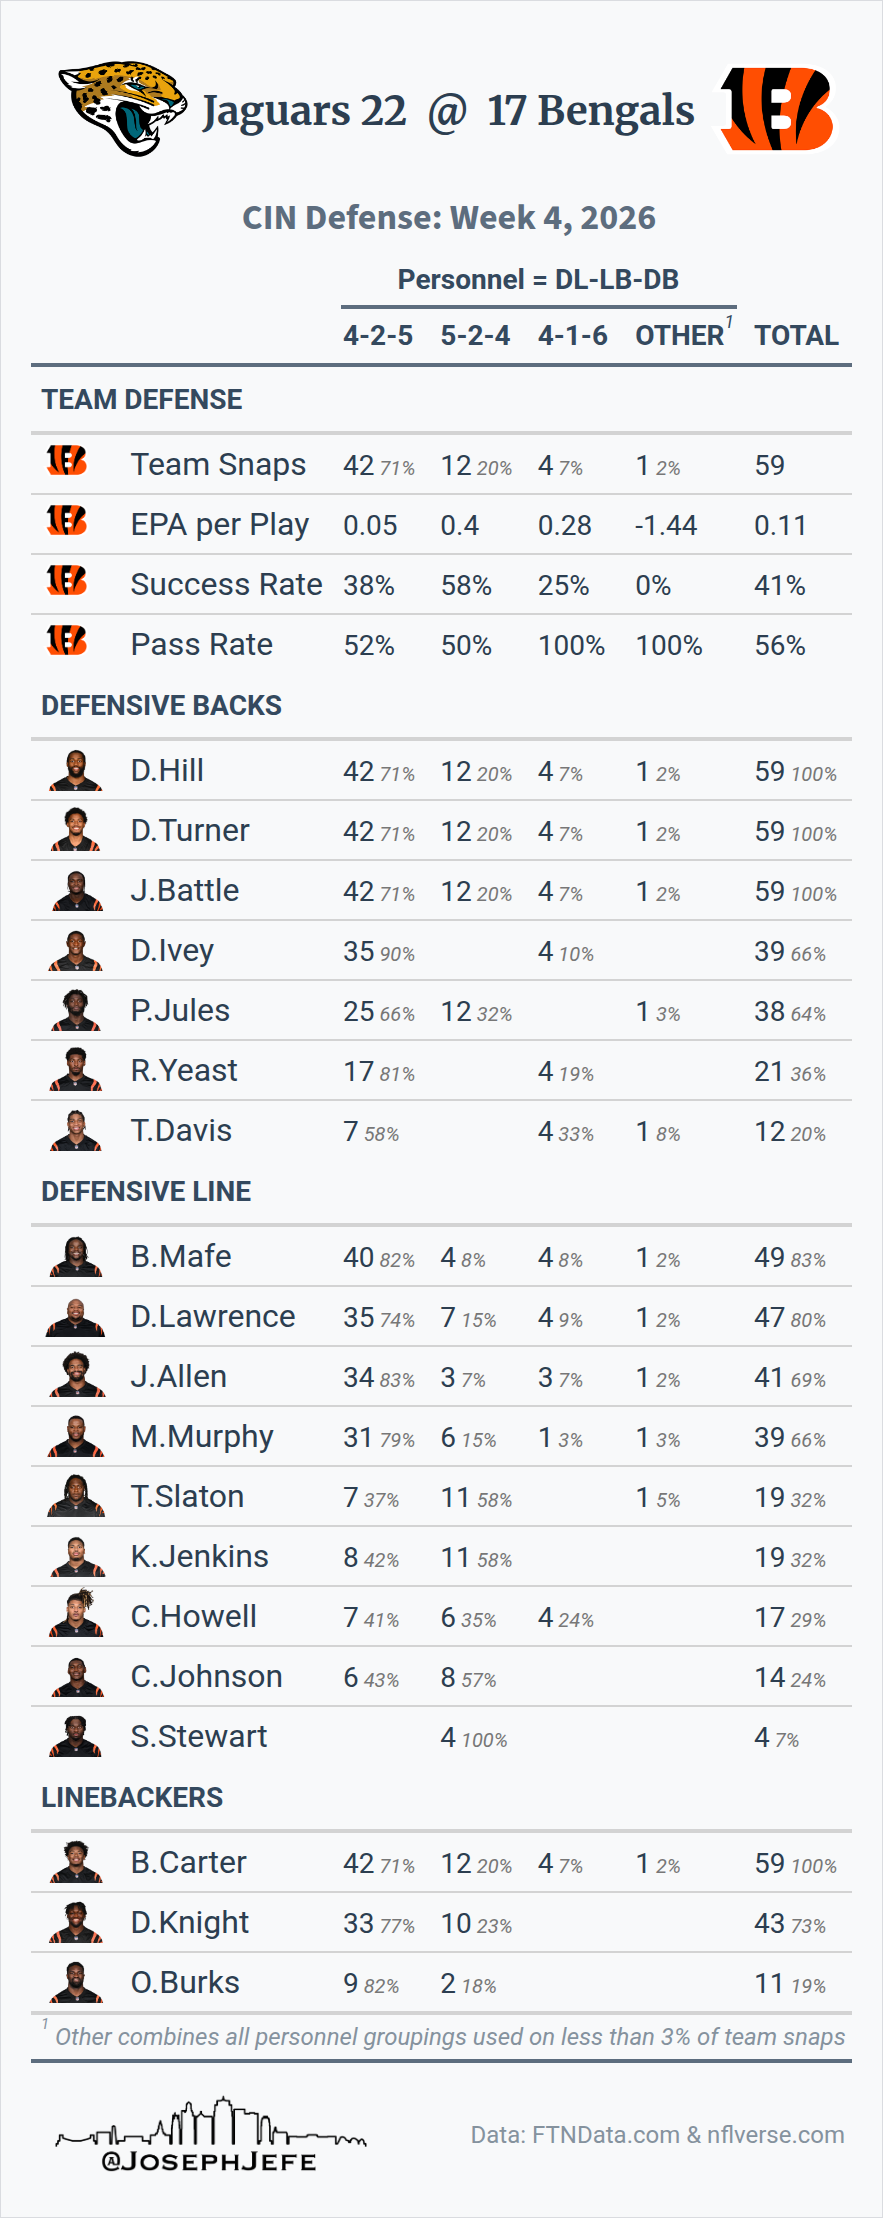 Jaguars 22 @ 17 Bengals
CIN Defense: Week 4, 2026
Personnel = DL-LB-DB
4-2-5 5-2-4 4-1-6 OTHER1 TOTAL
TEAM DEFENSE
Team Snaps 42 71% 12 20% 4 7% 1 2% 59
EPA per Play 0.05 0.4 0.28 -1.44 0.11
Success Rate 38% 58% 25% 0% 41%
Pass Rate 52% 50% 100% 100% 56%
DEFENSIVE BACKS
D.Hill 42 71% 12 20% 4 7% 1 2% 59 100%
D.Turner 42 71% 12 20% 4 7% 1 2% 59 100%
J.Battle 42 71% 12 20% 4 7% 1 2% 59 100%
D.Ivey 35 90% 4 10% 39 66%
P.Jules 25 66% 12 32% 1 3% 38 64%
R.Yeast 17 81% 4 19% 21 36%
T.Davis 7 58% 4 33% 1 8% 12 20%
DEFENSIVE LINE
B.Mafe 40 82% 4 8% 4 8% 1 2% 49 83%
D.Lawrence 35 74% 7 15% 4 9% 1 2% 47 80%
J.Allen 34 83% 3 7% 3 7% 1 2% 41 69%
M.Murphy 31 79% 6 15% 1 3% 1 3% 39 66%
T.Slaton 7 37% 11 58% 1 5% 19 32%
K.Jenkins 8 42% 11 58% 19 32%
C.Howell 7 41% 6 35% 4 24% 17 29%
C.Johnson 6 43% 8 57% 14 24%
S.Stewart 4 100% 4 7%
LINEBACKERS
B.Carter 42 71% 12 20% 4 7% 1 2% 59 100%
D.Knight 33 77% 10 23% 43 73%
O.Burks 9 82% 2 18% 11 19%
1 Other combines all personnel groupings used on less than 3% of team snaps
@JOSEPHJEFE
Data: FTNData.com & nflverse.com